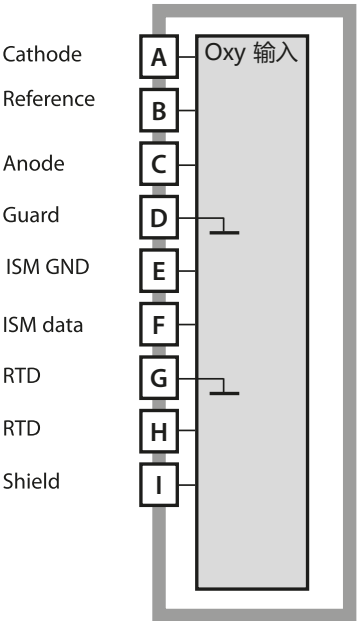 Oxy 输入
Cathode A
Reference B
Anode C
Guard D
ISM GND E
ISM data F
RTD G
RTD H
Shield I